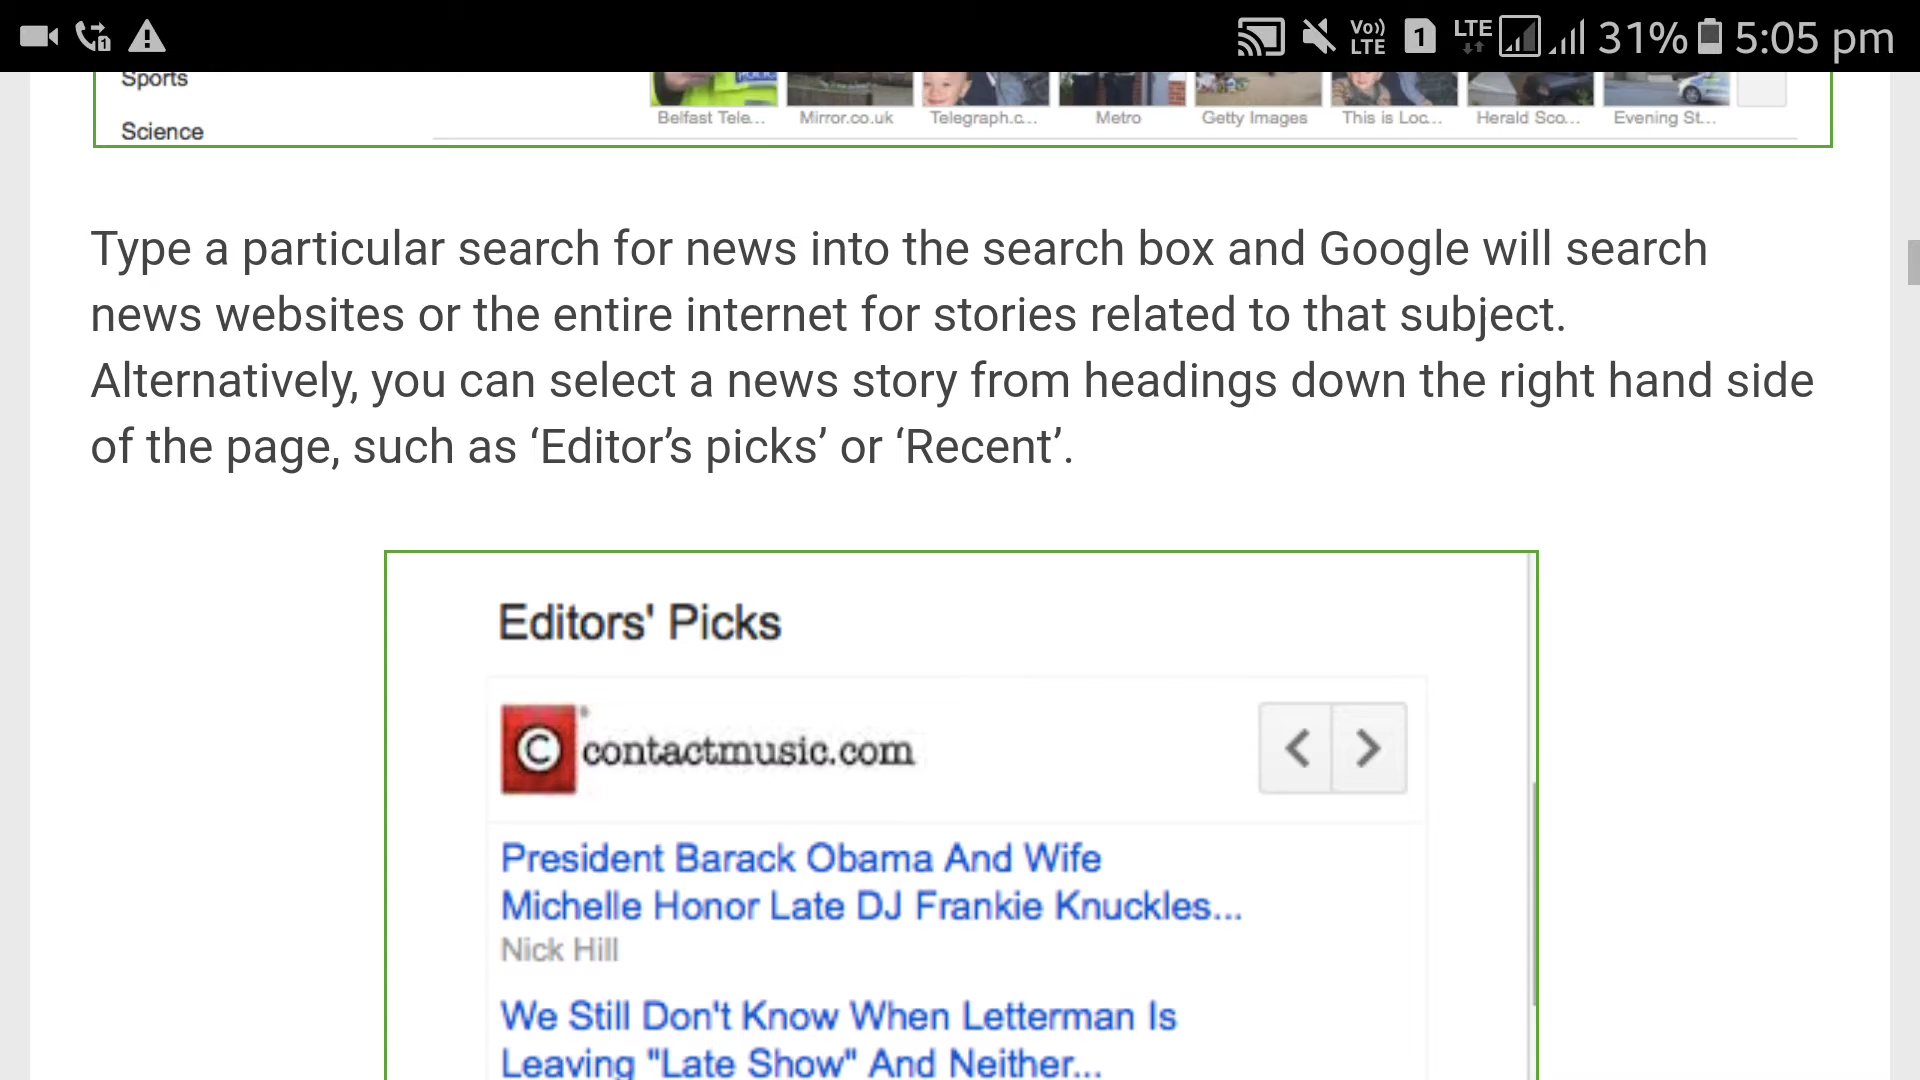 Vo)) LTE 1 LTE 31% 5:05 pm
Sports
Belfast Tele... Mirror.co.uk Telegraph.c... Metro Getty Images This is Loc... Herald Sco... Evening St...
Science
Type a particular search for news into the search box and Google will search
news websites or the entire internet for stories related to that subject.
Alternatively, you can select a news story from headings down the right hand side
of the page, such as ‘Editor’s picks’ or ‘Recent’.
Editors' Picks
© contactmusic.com
President Barack Obama And Wife
Michelle Honor Late DJ Frankie Knuckles...
Nick Hill
We Still Don't Know When Letterman Is
Leaving "Late Show" And Neither...